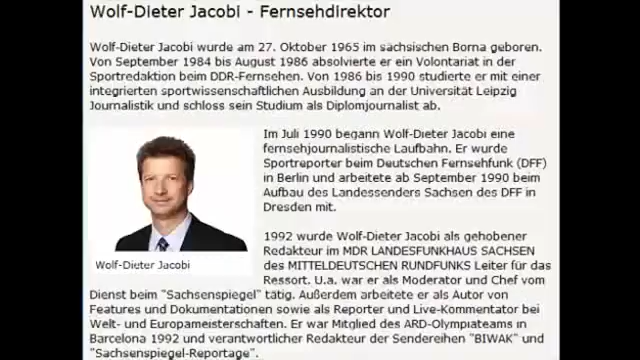 Wolf-Dieter Jacobi - Fernsehdirektor
Wolf-Dieter Jacobi wurde am 27. Oktober 1965 im sächsischen Borna geboren.
Von September 1984 bis August 1986 absolvierte er ein Volontariat in der
Sportredaktion beim DDR-Fernsehen. Von 1986 bis 1990 studierte er mit einer
integrierten sportwissenschaftlichen Ausbildung an der Universität Leipzig
Journalistik und schloss sein Studium als Diplomjournalist ab.
Im Juli 1990 begann Wolf-Dieter Jacobi eine
fernsehjournalistische Laufbahn. Er wurde
Sportreporter beim Deutschen Fernsehfunk (DFF)
in Berlin und arbeitete ab September 1990 beim
Aufbau des Landessenders Sachsen des DFF in
Dresden mit.
Wolf-Dieter Jacobi
1992 wurde Wolf-Dieter Jacobi als gehobener
Redakteur im MDR LANDESFUNKHAUS SACHSEN
des MITTELDEUTSCHEN RUNDFUNKS Leiter für das
Ressort. U.a. war er als Moderator und Chef vom
Dienst beim "Sachsenspiegel" tätig. Außerdem arbeitete er als Autor von
Features und Dokumentationen sowie als Reporter und Live-Kommentator bei
Welt- und Europameisterschaften. Er war Mitglied des ARD-Olympiateams in
Barcelona 1992 und verantwortlicher Redakteur der Sendereihen "BIWAK" und
"Sachsenspiegel-Reportage".